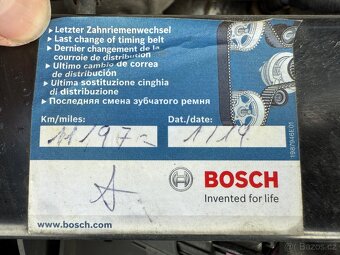 ▸ Letzter Zahnriemenwechsel
▸ Last change of timing belt
▸ Dernier changement de la
courroie de distribution
▸ Ultimo cambio de correa
de distribución
▸ Ultima sostituzione cinghia
di distribuzione
▸ Последняя смена зубчатого ремня
Km/miles: Dat./date:
BOSCH
Invented for life
www.bosch.com